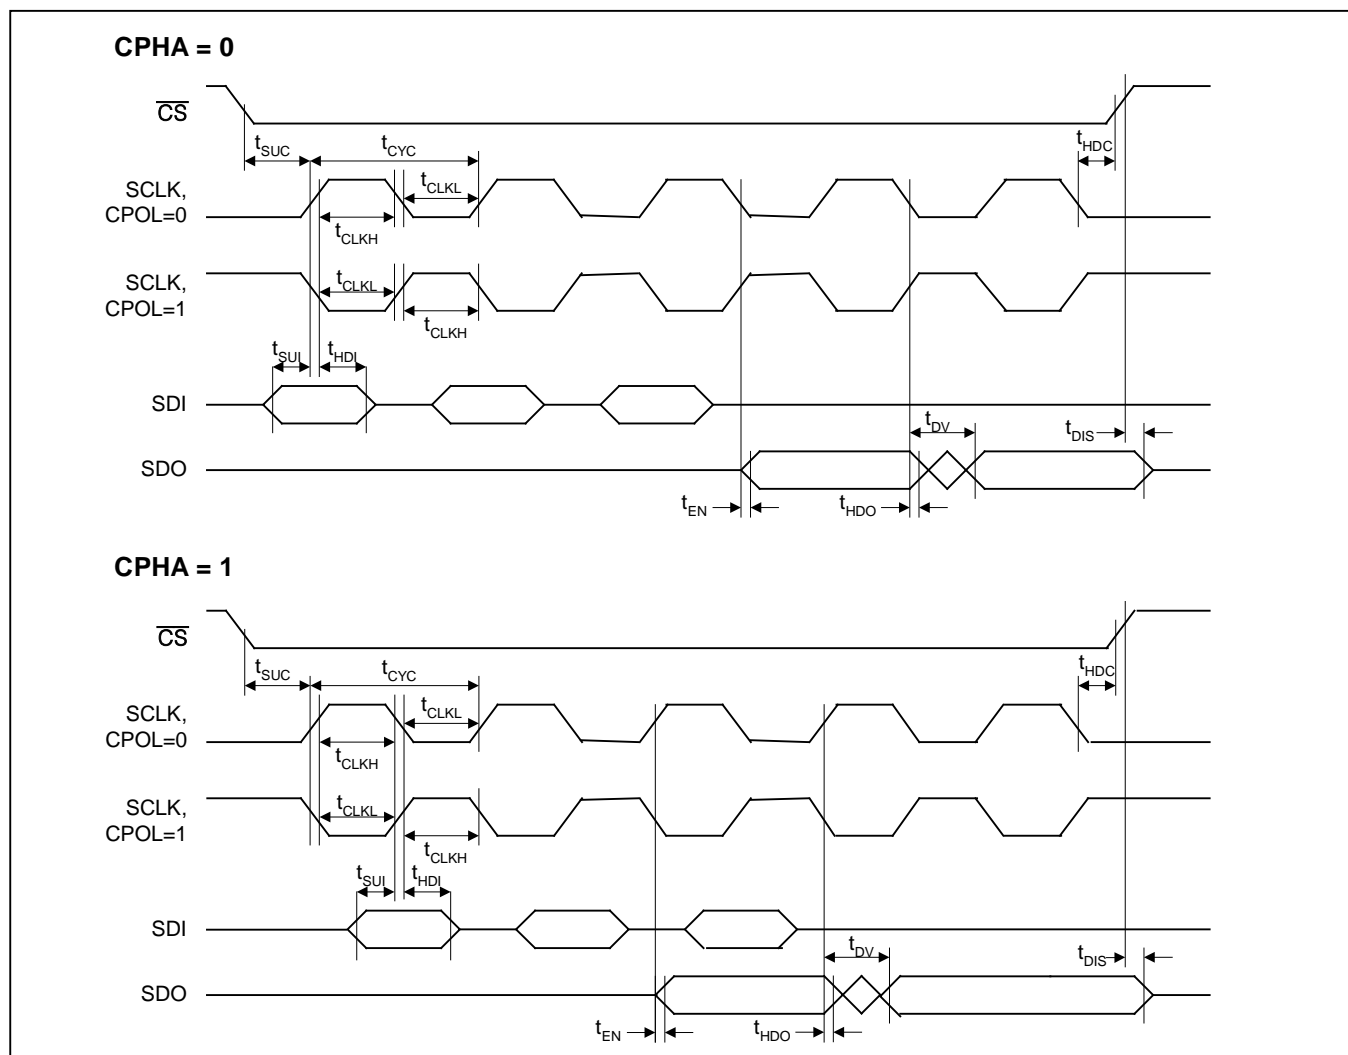 CPHA = 0
CS
tSUC
tCYC
tHDC
SCLK,
CPOL=0
tCLKL
tCLKH
SCLK,
CPOL=1
tCLKL
tCLKH
tSUI
tHDI
SDI
tDV
tDIS
SDO
tEN
tHDO
CPHA = 1
CS
tSUC
tCYC
tHDC
SCLK,
CPOL=0
tCLKL
tCLKH
SCLK,
CPOL=1
tCLKL
tCLKH
tSUI
tHDI
SDI
tDV
tDIS
SDO
tEN
tHDO